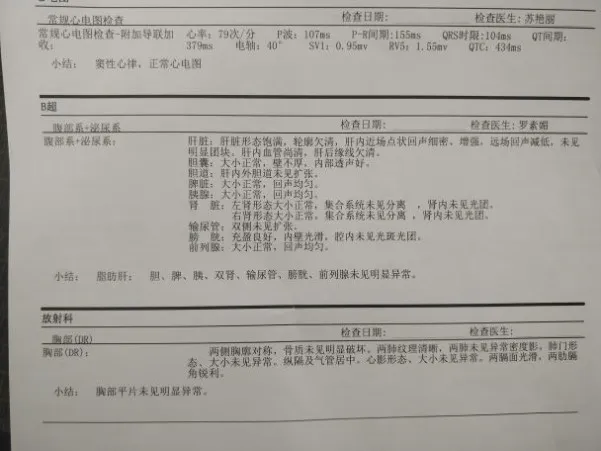 常规心电图检查 检查日期: 检查医生: 苏艳丽
常规心电图检查-附加导联加收: 心率: 79次/分 P波: 107ms P-R间期:155ms QRS时限:104ms QT间期:
379ms 电轴: 40° SV1: 0.95mv RV5: 1.55mv QTC: 434ms
小结: 窦性心律、正常心电图
B超
腹部系+泌尿系 检查日期: 检查医生: 罗素媚
腹部系+泌尿系: 肝脏: 肝脏形态饱满, 轮廓欠清, 肝内近场点状回声细密、增强, 远场回声减低, 未见
明显团块, 肝内血管尚清, 肝后缘线欠清。
胆囊: 大小正常, 壁不厚, 内部透声好。
胆道: 肝内外胆道未见扩张。
脾脏: 大小正常, 回声均匀。
胰腺: 大小正常, 回声均匀。
肾 脏: 左肾形态大小正常, 集合系统未见分离 , 肾内未见光团。
右肾形态大小正常, 集合系统未见分离 , 肾内未见光团。
输尿管: 双侧未见扩张。
膀 胱: 充盈良好, 内壁光滑, 腔内未见光斑光团。
前列腺: 大小正常, 回声均匀。
小结: 脂肪肝: 胆、脾、胰、双肾、输尿管、膀胱、前列腺未见明显异常。
放射科
胸部(DR) 检查日期: 检查医生:
胸部(DR): 两侧胸廓对称, 骨质未见明显破坏、两肺纹理清晰, 两肺未见异常密度影, 肺门形
态、大小未见异常。纵隔及气管居中。心影形态、大小未见异常。两膈面光滑, 两肋膈
角锐利。
小结: 胸部平片未见明显异常。